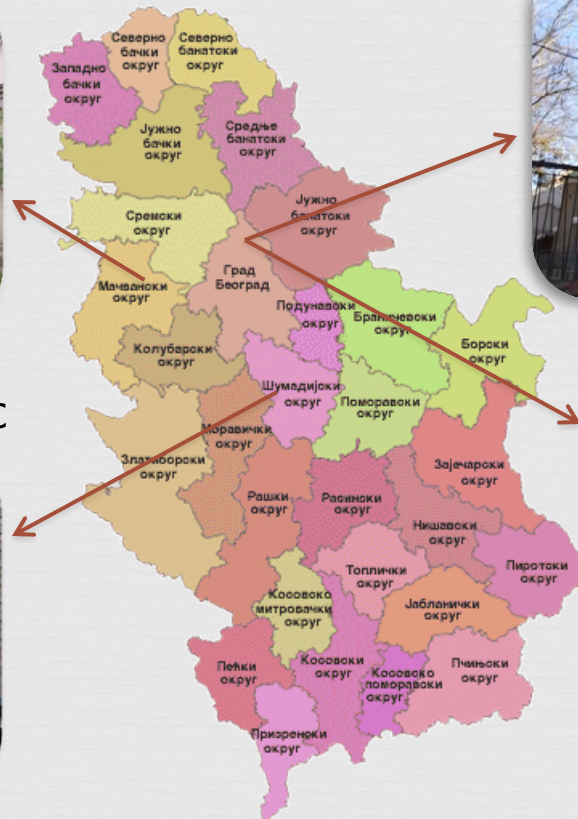 Северно
бачки
округ
Северно
банатски
округ
Западно
бачки
округ
Јужно
бачки
округ
Средње
банатски
округ
Јужно
банатски
округ
Сремски
округ
Град
Београд
Мачвански
округ
Подунавски
округ
Браничевски
округ
Борски
округ
Колубарски
округ
Шумадијски
округ
Поморавски
округ
с
Моравички
округ
Златиборски
округ
Зајечарски
округ
Рашки
округ
Расински
округ
Нишавски
округ
Пиротски
округ
Топлички
округ
Јабланички
округ
Косовско
митровачки
округ
Пећки
округ
Косовски
округ
Косовско
поморавски
округ
Пчињски
округ
Призренски
округ